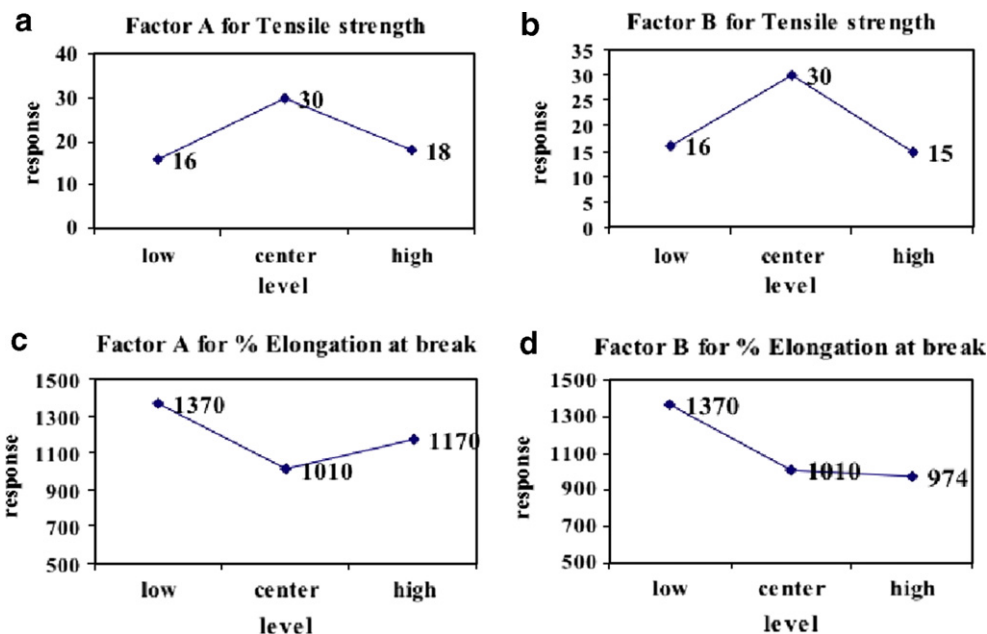 a
Factor A for Tensile strength
40
30
20
10
0
response
16
30
18
low center high
level
b
Factor B for Tensile strength
35
30
25
20
15
10
5
0
response
16
30
15
low center high
level
c
Factor A for % Elongation at break
1500
1300
1100
900
700
500
response
1370
1010
1170
low center high
level
d
Factor B for % Elongation at break
1500
1300
1100
900
700
500
response
1370
1010
974
low center high
level